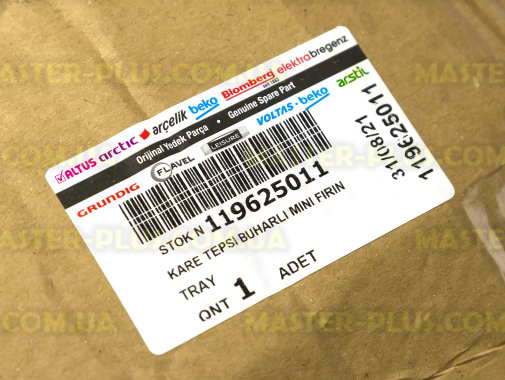 ALTUS arctic arçelik beko Blomberg elektrabregenz
Orijinal Yedek Parça • Genuine Spare Part
GRUNDIG FLAVEL LEISURE VOLTAS • beko arstil
STOK N 119625011
KARE TEPSI BUHARLI MINI FIRIN
TRAY
QNT 1 ADET
31/08/21
119625011
MASTER-PLUS.COM.UA